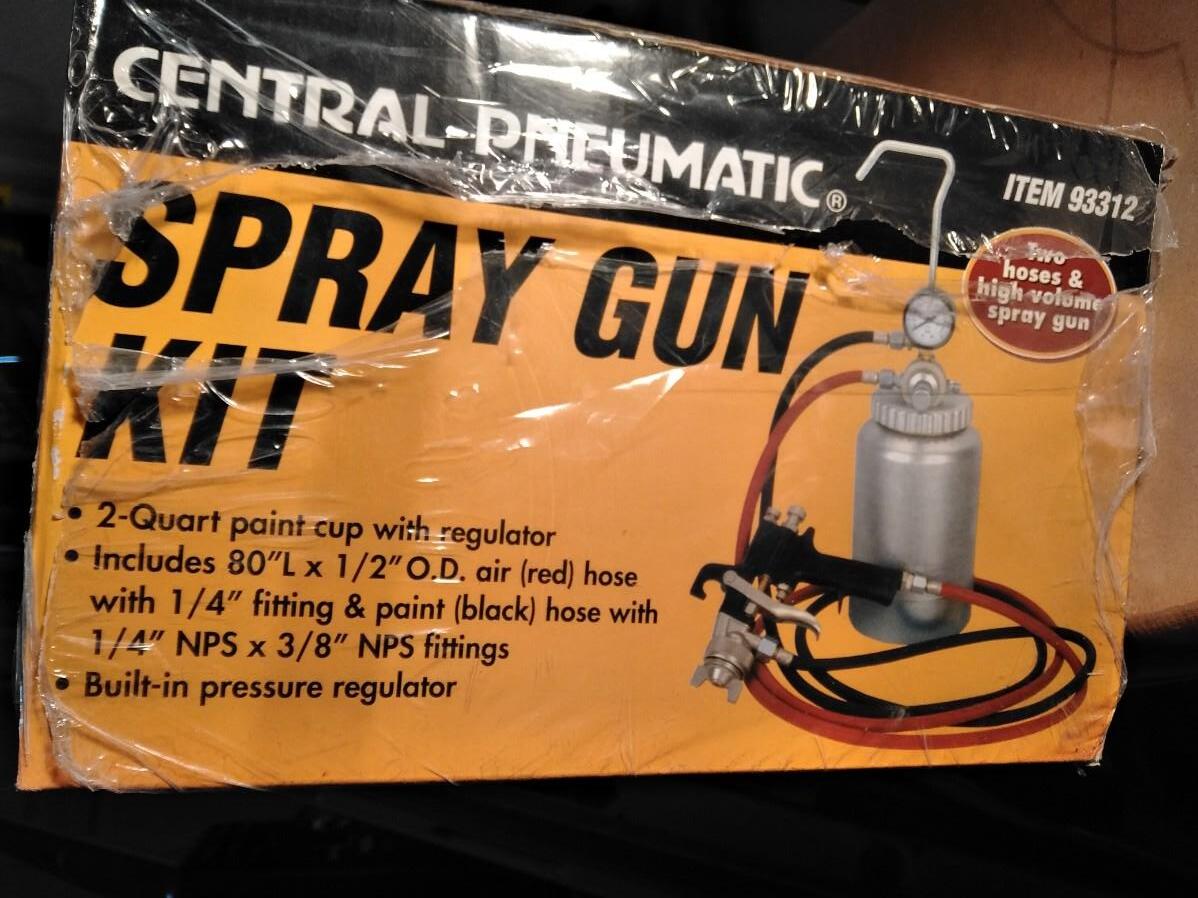 CENTRAL-PNEUMATIC®
ITEM 93312
SPRAY GUN
KIT
Two
hoses &
high volume
spray gun
• 2-Quart paint cup with regulator
• Includes 80"L x 1/2" O.D. air (red) hose
with 1/4" fitting & paint (black) hose with
1/4" NPS x 3/8" NPS fittings
• Built-in pressure regulator